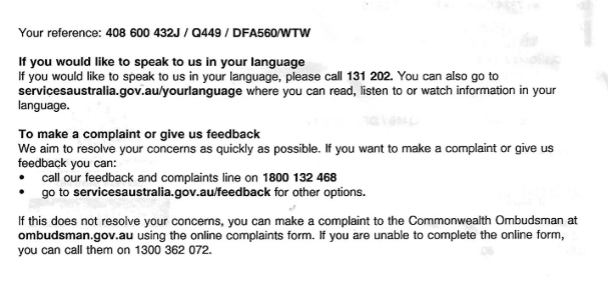 Your reference: 408 600 432J / Q449 / DFA560/WTW
If you would like to speak to us in your language
If you would like to speak to us in your language, please call 131 202. You can also go to
servicesaustralia.gov.au/yourlanguage where you can read, listen to or watch information in your
language.
To make a complaint or give us feedback
We aim to resolve your concerns as quickly as possible. If you want to make a complaint or give us
feedback you can:
• call our feedback and complaints line on 1800 132 468
• go to servicesaustralia.gov.au/feedback for other options.
If this does not resolve your concerns, you can make a complaint to the Commonwealth Ombudsman at
ombudsman.gov.au using the online complaints form. If you are unable to complete the online form,
you can call them on 1300 362 072.